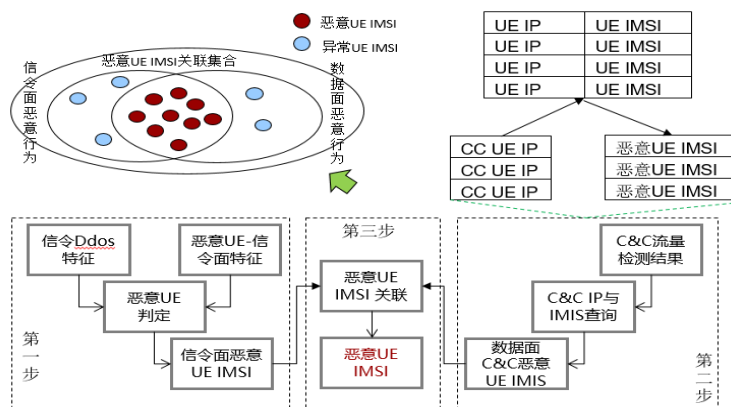 恶意UE IMSI
异常UE IMSI
恶意UE IMSI关联集合
信令面恶意行为
数据面恶意行为
UE IP UE IMSI
UE IP UE IMSI
UE IP UE IMSI
UE IP UE IMSI
CC UE IP
CC UE IP
CC UE IP
恶意UE IMSI
恶意UE IMSI
恶意UE IMSI
第一步
信令Ddos
特征
恶意UE-信
令面特征
恶意UE
判定
信令面恶意
UE IMSI
第三步
恶意UE
IMSI 关联
恶意UE
IMSI
第二步
C&C流量
检测结果
C&C IP与
IMIS查询
数据面
C&C恶意
UE IMIS